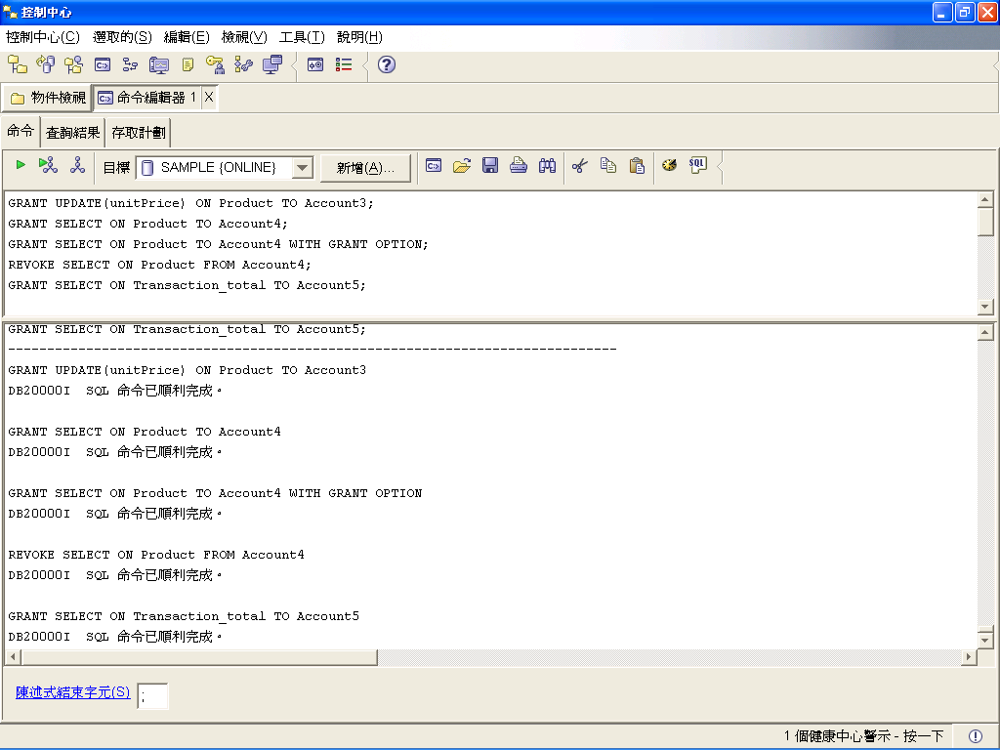 控制中心
控制中心(C) 選取的(S) 編輯(E) 檢視(V) 工具(T) 說明(H)
物件檢視 命令編輯器 1 X
命令 查詢結果 存取計劃
目標 SAMPLE {ONLINE} 新增(A)... SQL
GRANT UPDATE(unitPrice) ON Product TO Account3;
GRANT SELECT ON Product TO Account4;
GRANT SELECT ON Product TO Account4 WITH GRANT OPTION;
REVOKE SELECT ON Product FROM Account4;
GRANT SELECT ON Transaction_total TO Account5;
GRANT SELECT ON Transaction_total TO Account5;
------------------------------------------------------------------------------
GRANT UPDATE(unitPrice) ON Product TO Account3
DB20000I  SQL 命令已順利完成。
GRANT SELECT ON Product TO Account4
DB20000I  SQL 命令已順利完成。
GRANT SELECT ON Product TO Account4 WITH GRANT OPTION
DB20000I  SQL 命令已順利完成。
REVOKE SELECT ON Product FROM Account4
DB20000I  SQL 命令已順利完成。
GRANT SELECT ON Transaction_total TO Account5
DB20000I  SQL 命令已順利完成。
陳述式結束字元(S) ;
1 個健康中心警示 - 按一下